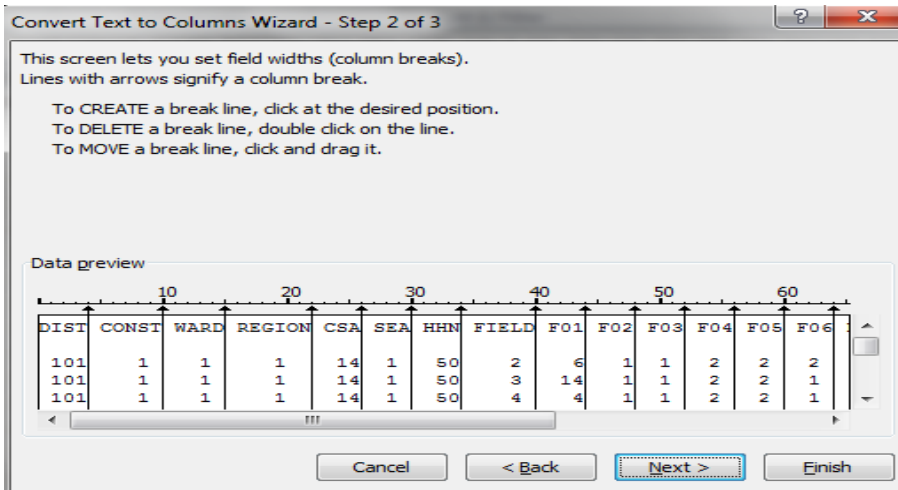 Convert Text to Columns Wizard - Step 2 of 3
?
This screen lets you set field widths (column breaks).
Lines with arrows signify a column break.
To CREATE a break line, click at the desired position.
To DELETE a break line, double click on the line.
To MOVE a break line, click and drag it.
Data preview
10 20 30 40 50 60
DIST CONST WARD REGION CSA SEA HHN FIELD F01 F02 F03 F04 F05 F06
101 1 1 1 14 1 50 2 6 1 1 2 2 2
101 1 1 1 14 1 50 3 14 1 1 2 2 1
101 1 1 1 14 1 50 4 4 1 1 2 2 1
Cancel < Back Next > Finish